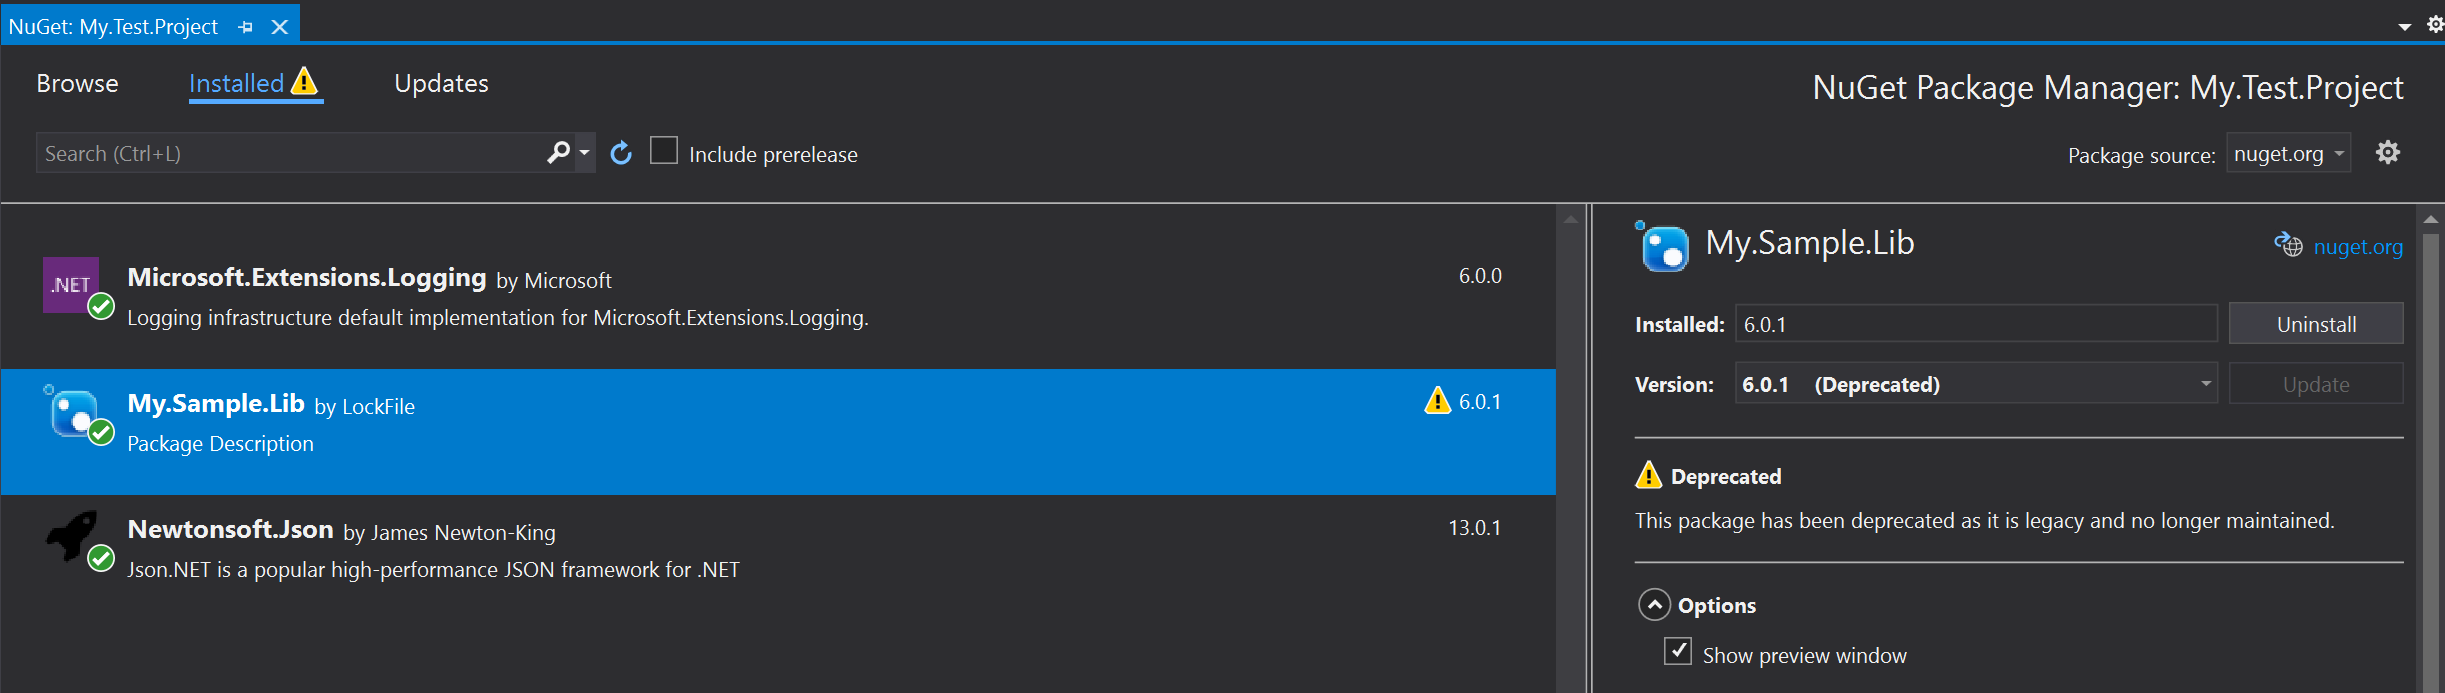 NuGet: My.Test.Project
Browse Installed Updates
NuGet Package Manager: My.Test.Project
Search (Ctrl+L)
Include prerelease
Package source: nuget.org
.NET
Microsoft.Extensions.Logging by Microsoft
6.0.0
Logging infrastructure default implementation for Microsoft.Extensions.Logging.
My.Sample.Lib by LockFile
6.0.1
Package Description
Newtonsoft.Json by James Newton-King
13.0.1
Json.NET is a popular high-performance JSON framework for .NET
My.Sample.Lib
nuget.org
Installed: 6.0.1 Uninstall
Version: 6.0.1 (Deprecated) Update
Deprecated
This package has been deprecated as it is legacy and no longer maintained.
Options
Show preview window